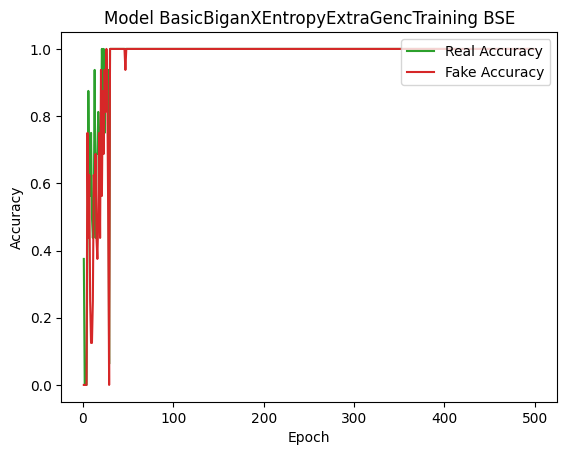 Model BasicBiganXEntropyExtraGencTraining BSE
Real Accuracy
Fake Accuracy
1.0
0.8
0.6
0.4
0.2
0.0
Accuracy
0
100
200
300
400
500
Epoch